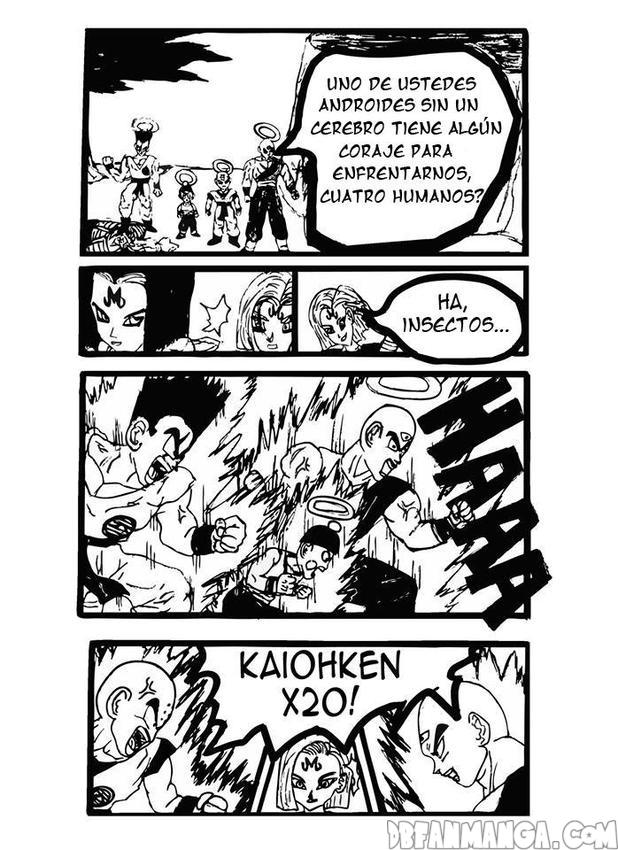 UNO DE USTEDES
ANDROIDES SIN UN
CEREBRO TIENE ALGÚN
CORAJE PARA
ENFRENTARNOS,
CUATRO HUMANOS?
HA,
INSECTOS...
HAAAA
KAIOHKEN
X20!
DBFANMANGA.COM